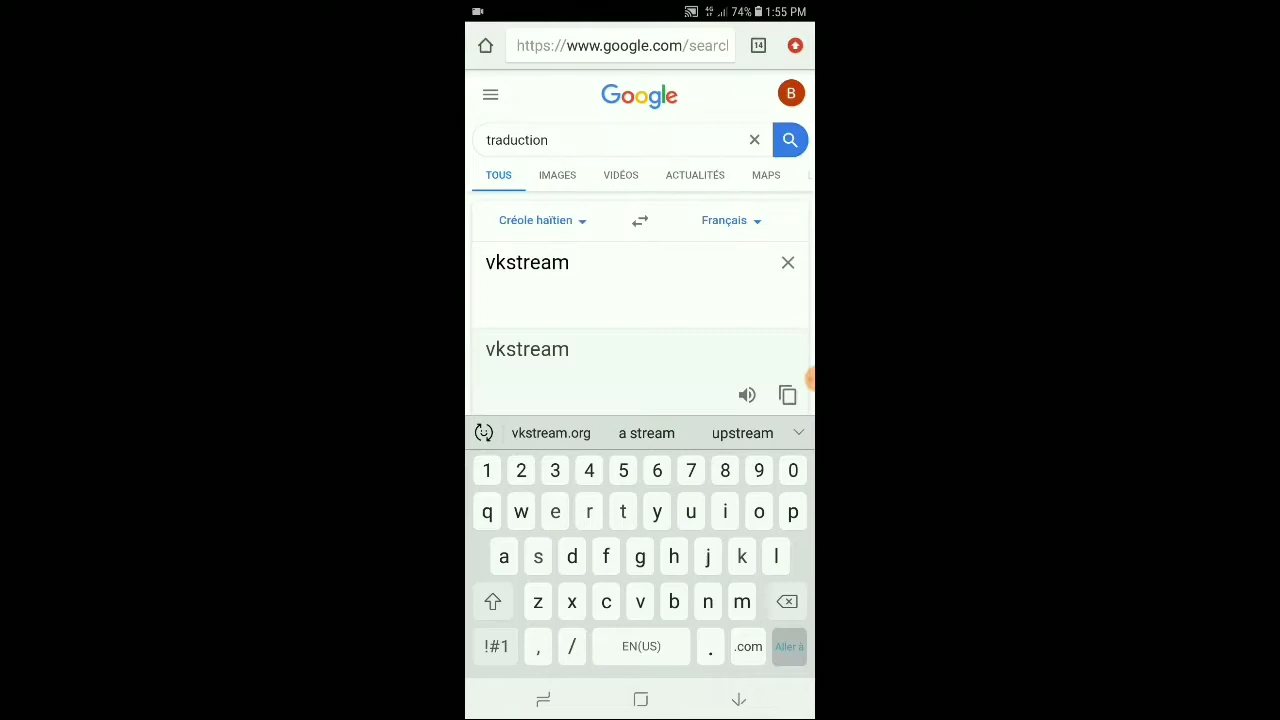 4G 74% 1:55 PM
https://www.google.com/search 14
Google B
traduction
TOUS IMAGES VIDÉOS ACTUALITÉS MAPS
Créole haïtien Français
vkstream
vkstream
vkstream.org a stream upstream
1 2 3 4 5 6 7 8 9 0
q w e r t y u i o p
a s d f g h j k l
z x c v b n m
!#1 , / EN(US) . .com Aller à